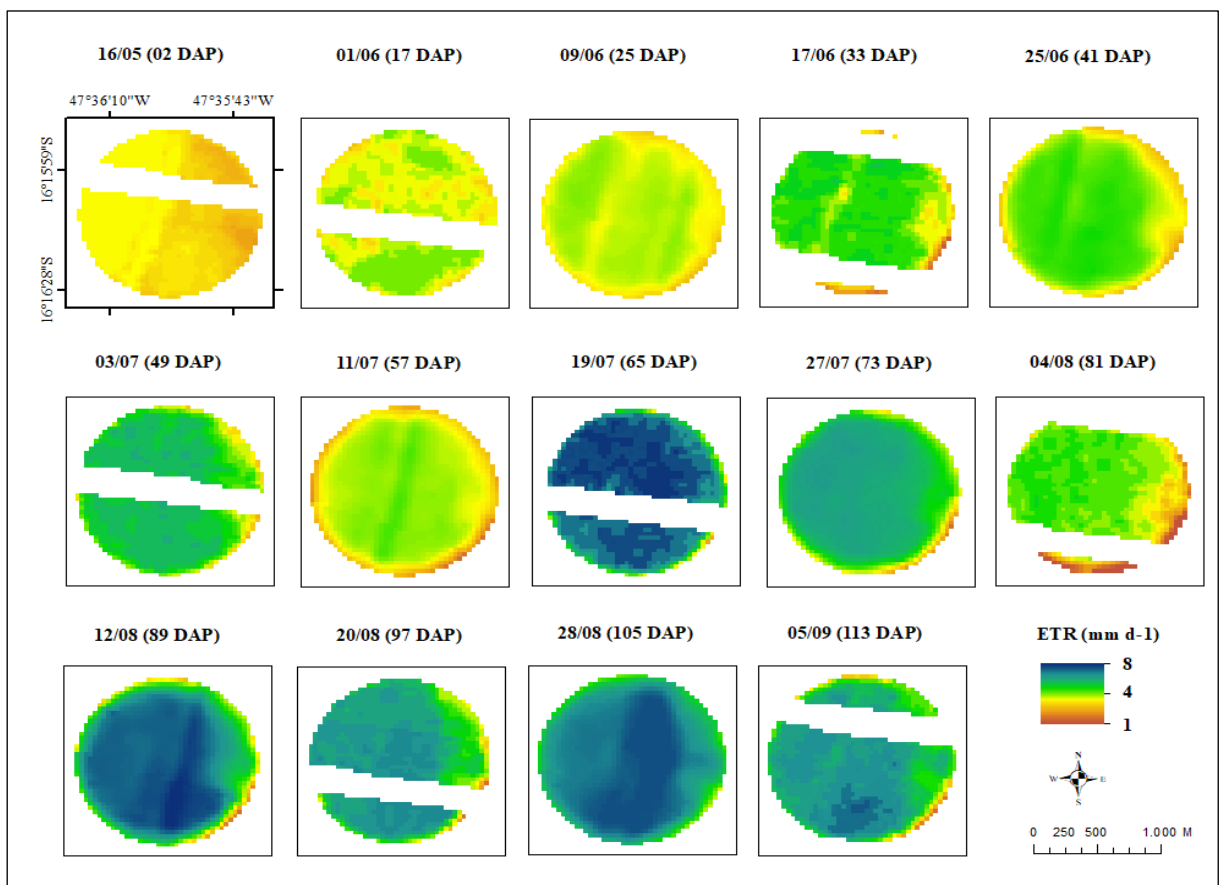 16/05 (02 DAP)
01/06 (17 DAP)
09/06 (25 DAP)
17/06 (33 DAP)
25/06 (41 DAP)
47°36'10"W
47°35'43"W
16°15'59"S
16°16'28"S
03/07 (49 DAP)
11/07 (57 DAP)
19/07 (65 DAP)
27/07 (73 DAP)
04/08 (81 DAP)
12/08 (89 DAP)
20/08 (97 DAP)
28/08 (105 DAP)
05/09 (113 DAP)
ETR (mm d-1)
8
4
1
N
W
E
S
0 250 500 1.000 M